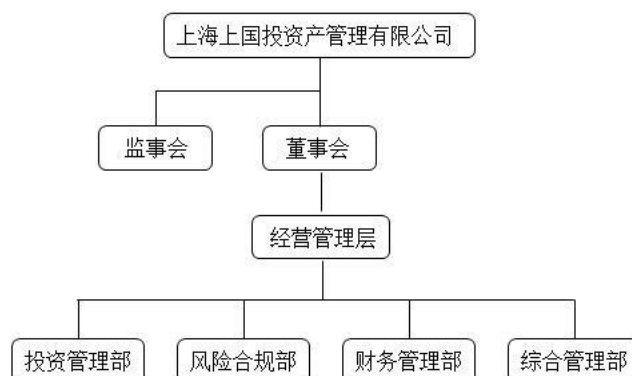 上海上国投资产管理有限公司
监事会
董事会
经营管理层
投资管理部
风险合规部
财务管理部
综合管理部